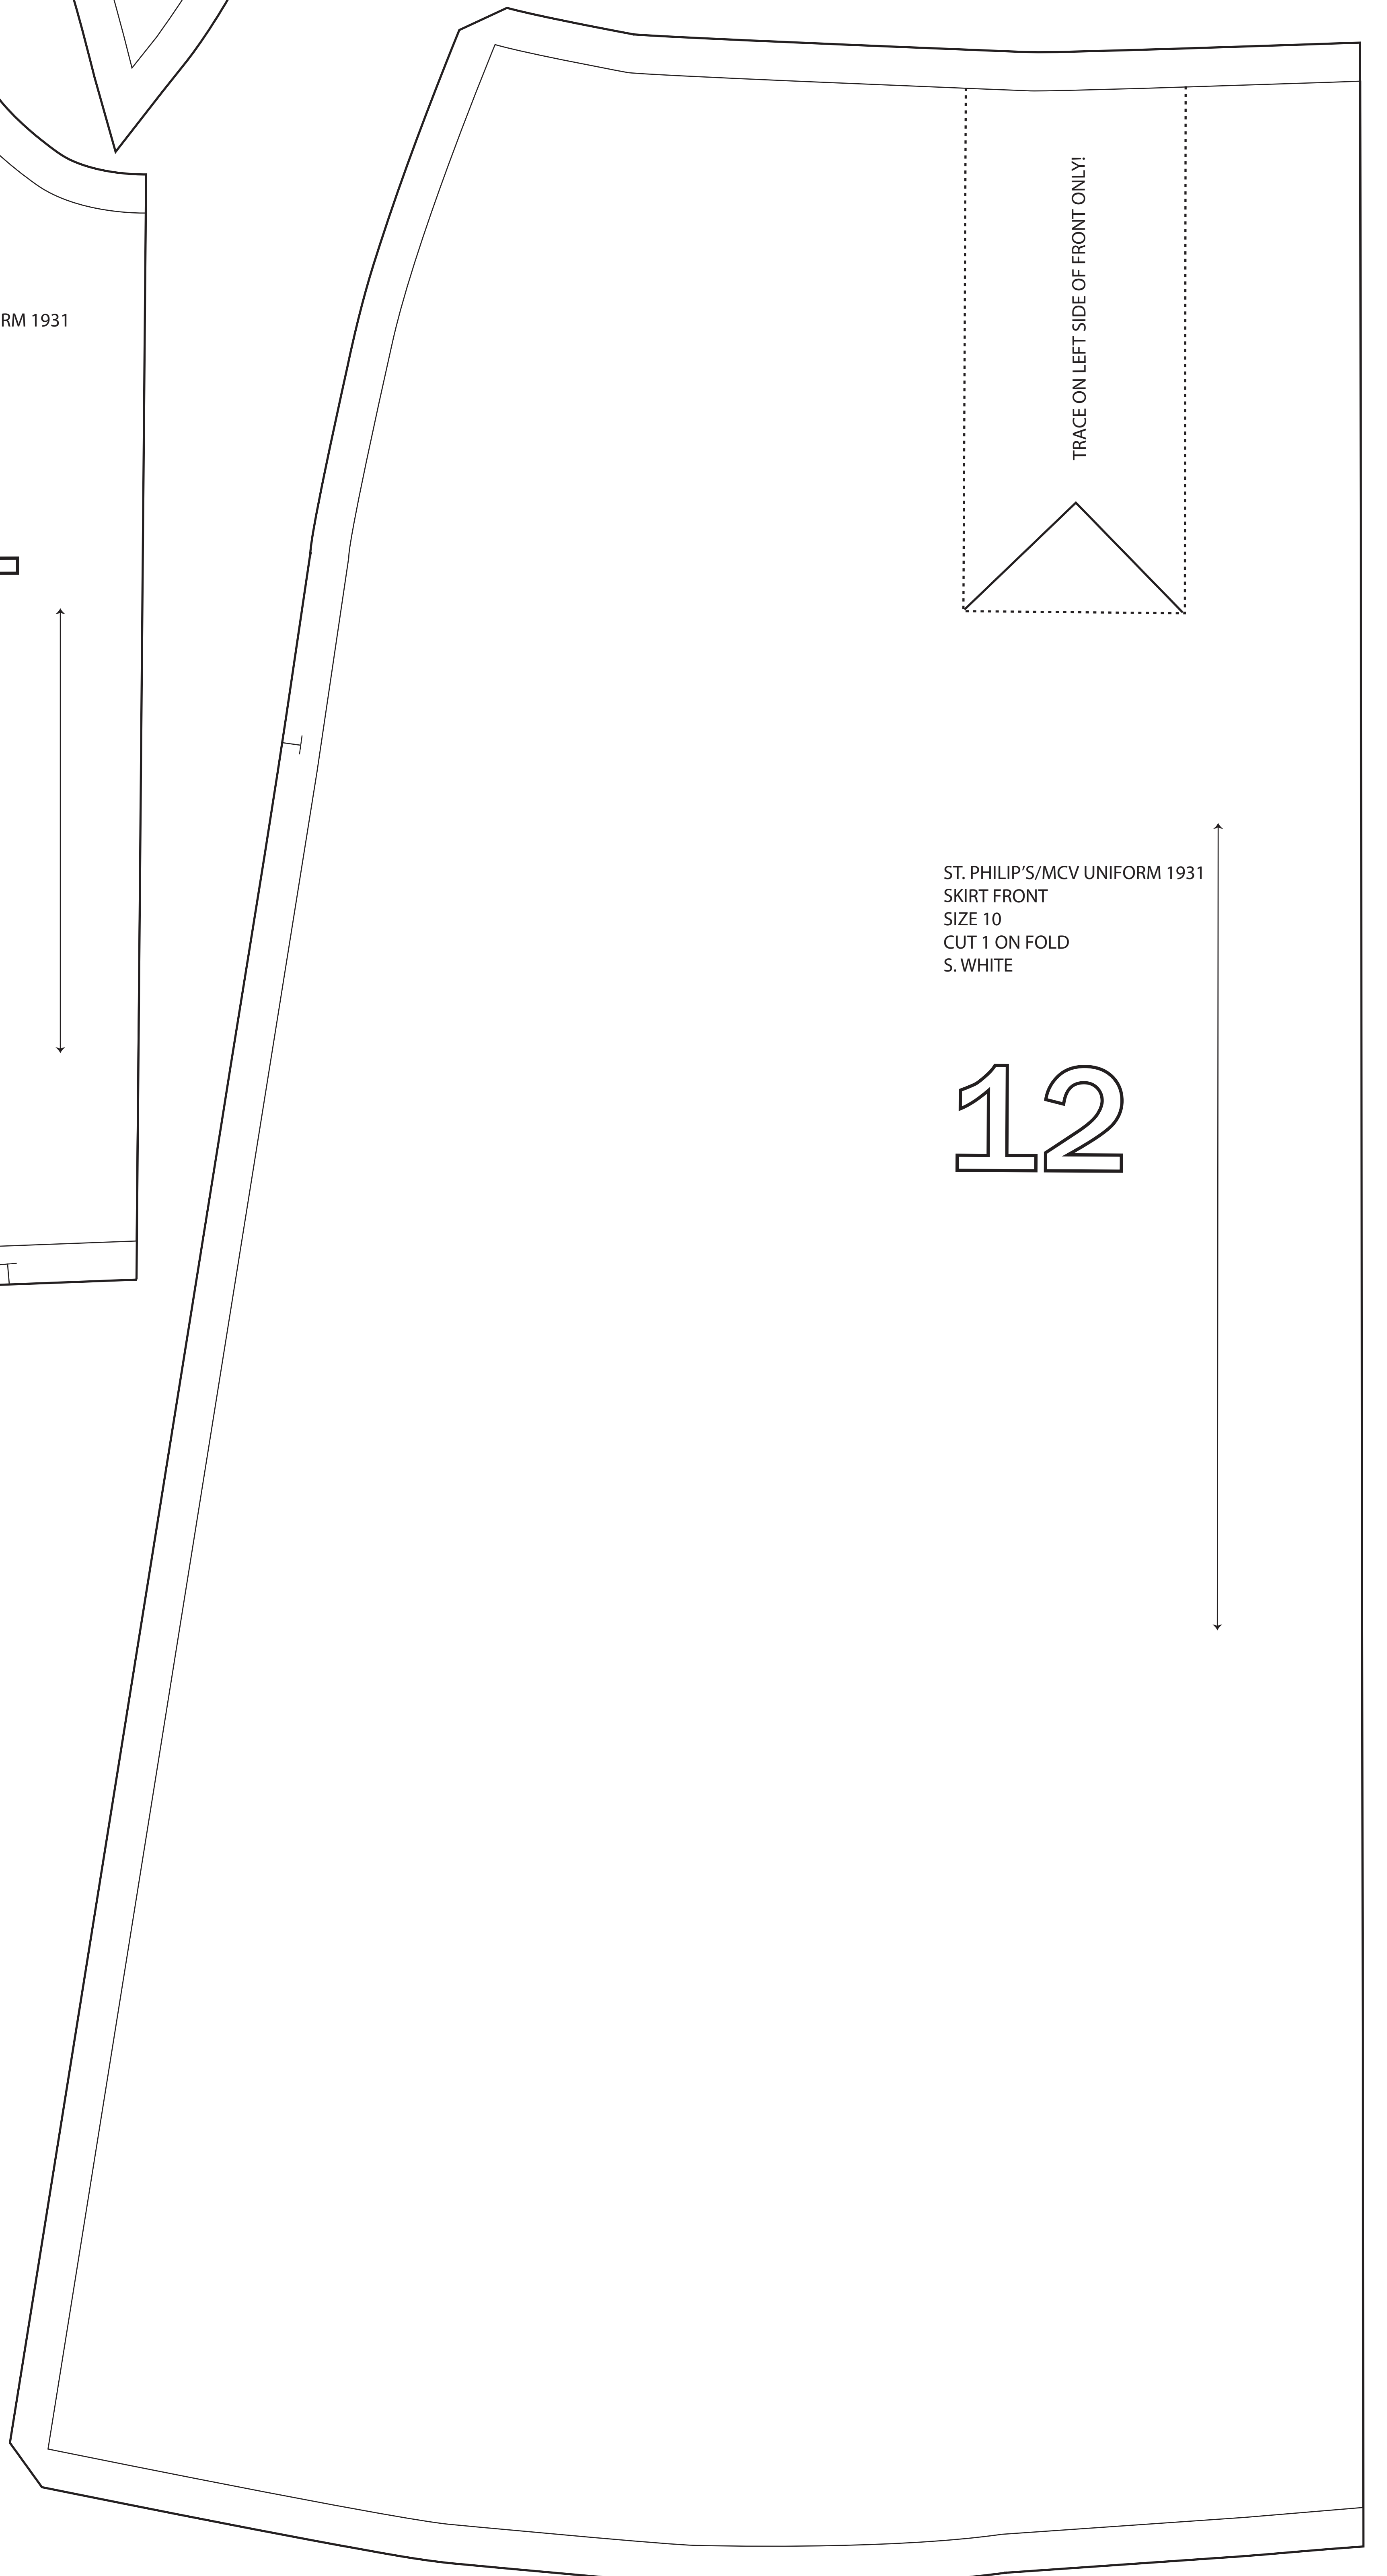 TRACE ON LEFT SIDE OF FRONT ONLY!
RM 1931
ST. PHILIP'S/MCV UNIFORM 1931
SKIRT FRONT
SIZE 10
CUT 1 ON FOLD
S. WHITE
12